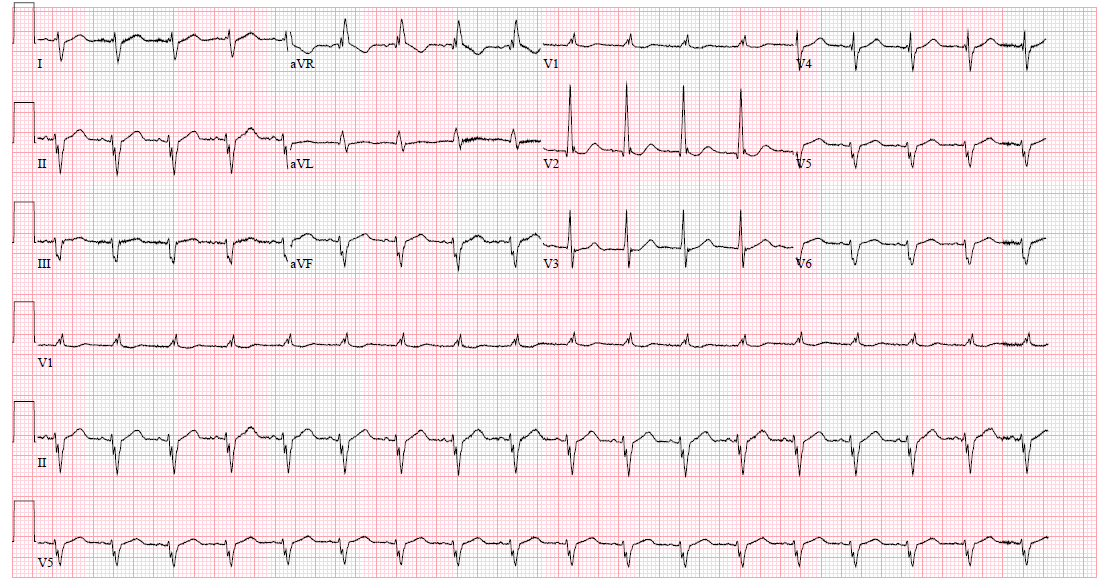 I aVR V1 V4
II aVL V2 V5
III aVF V3 V6
V1
II
V5